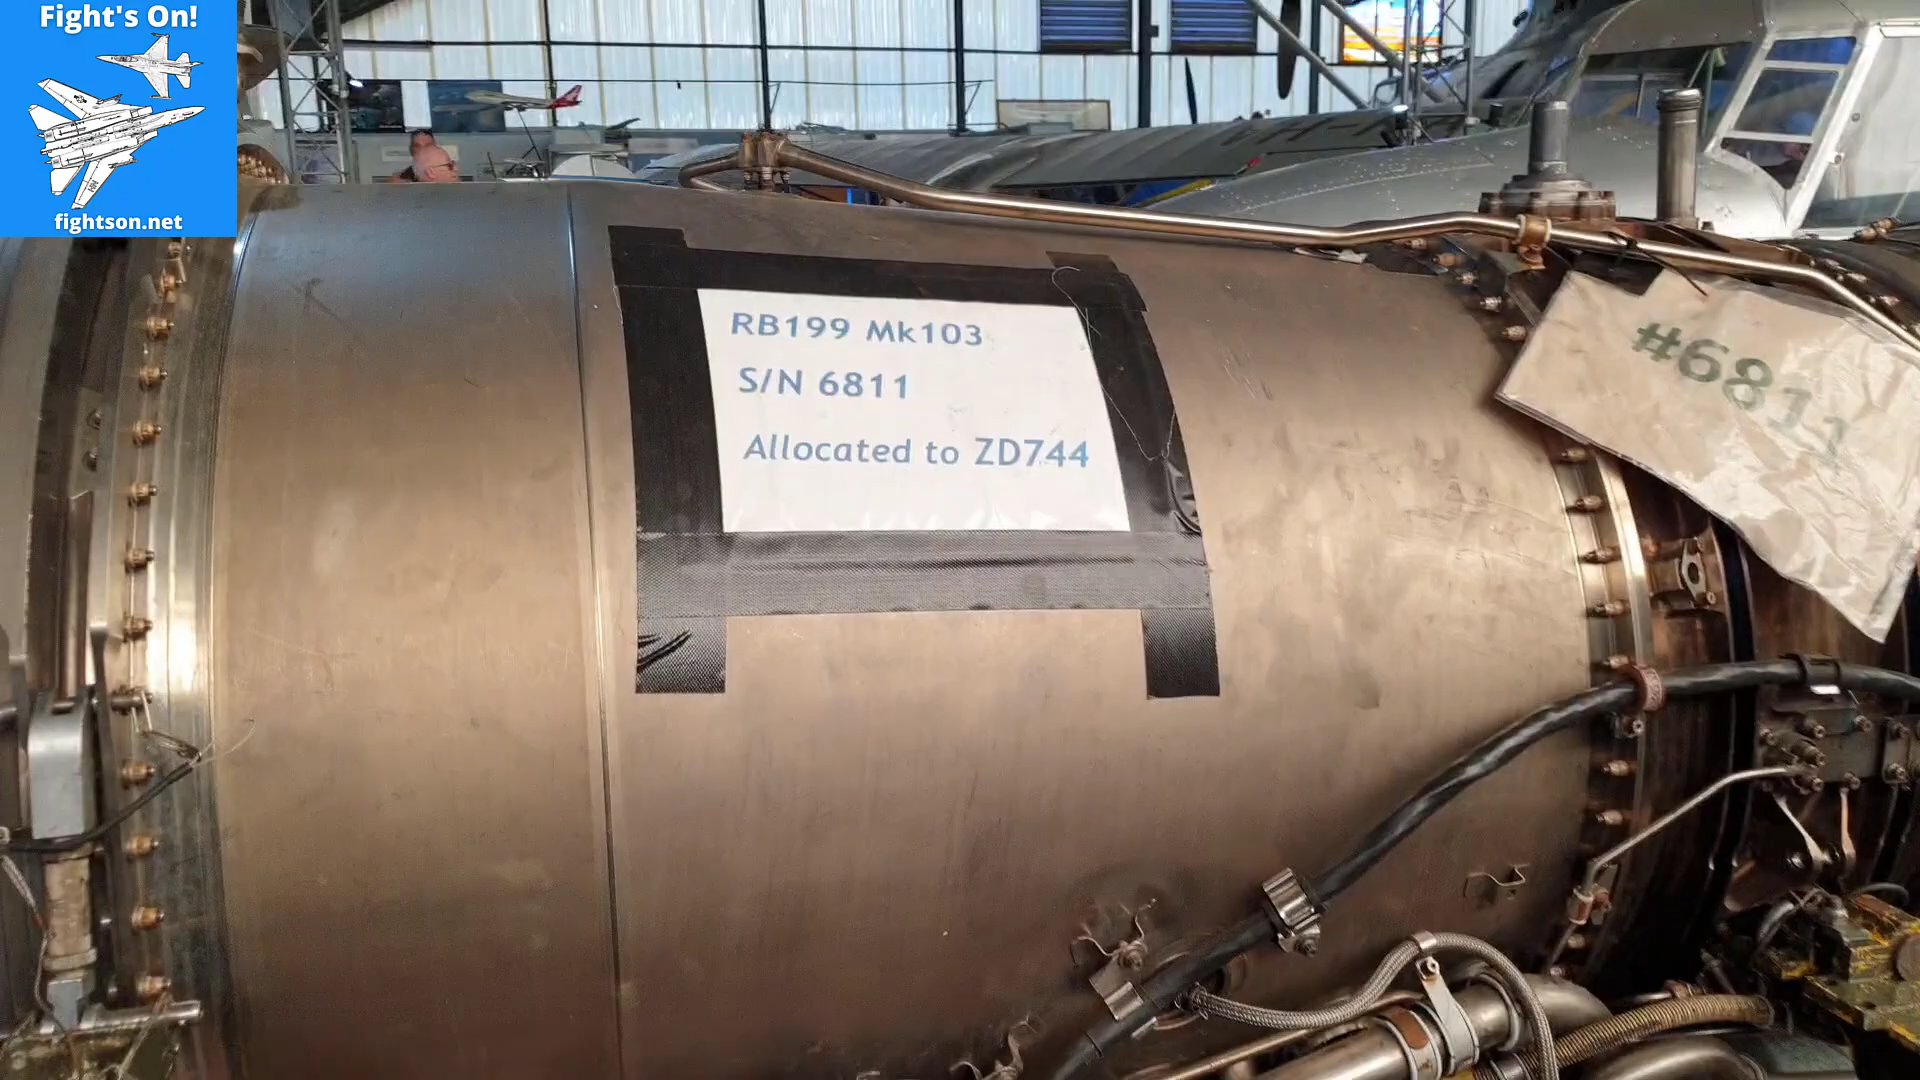 Fight's On!
fightson.net
RB199 Mk103
S/N 6811
Allocated to ZD744
#6811